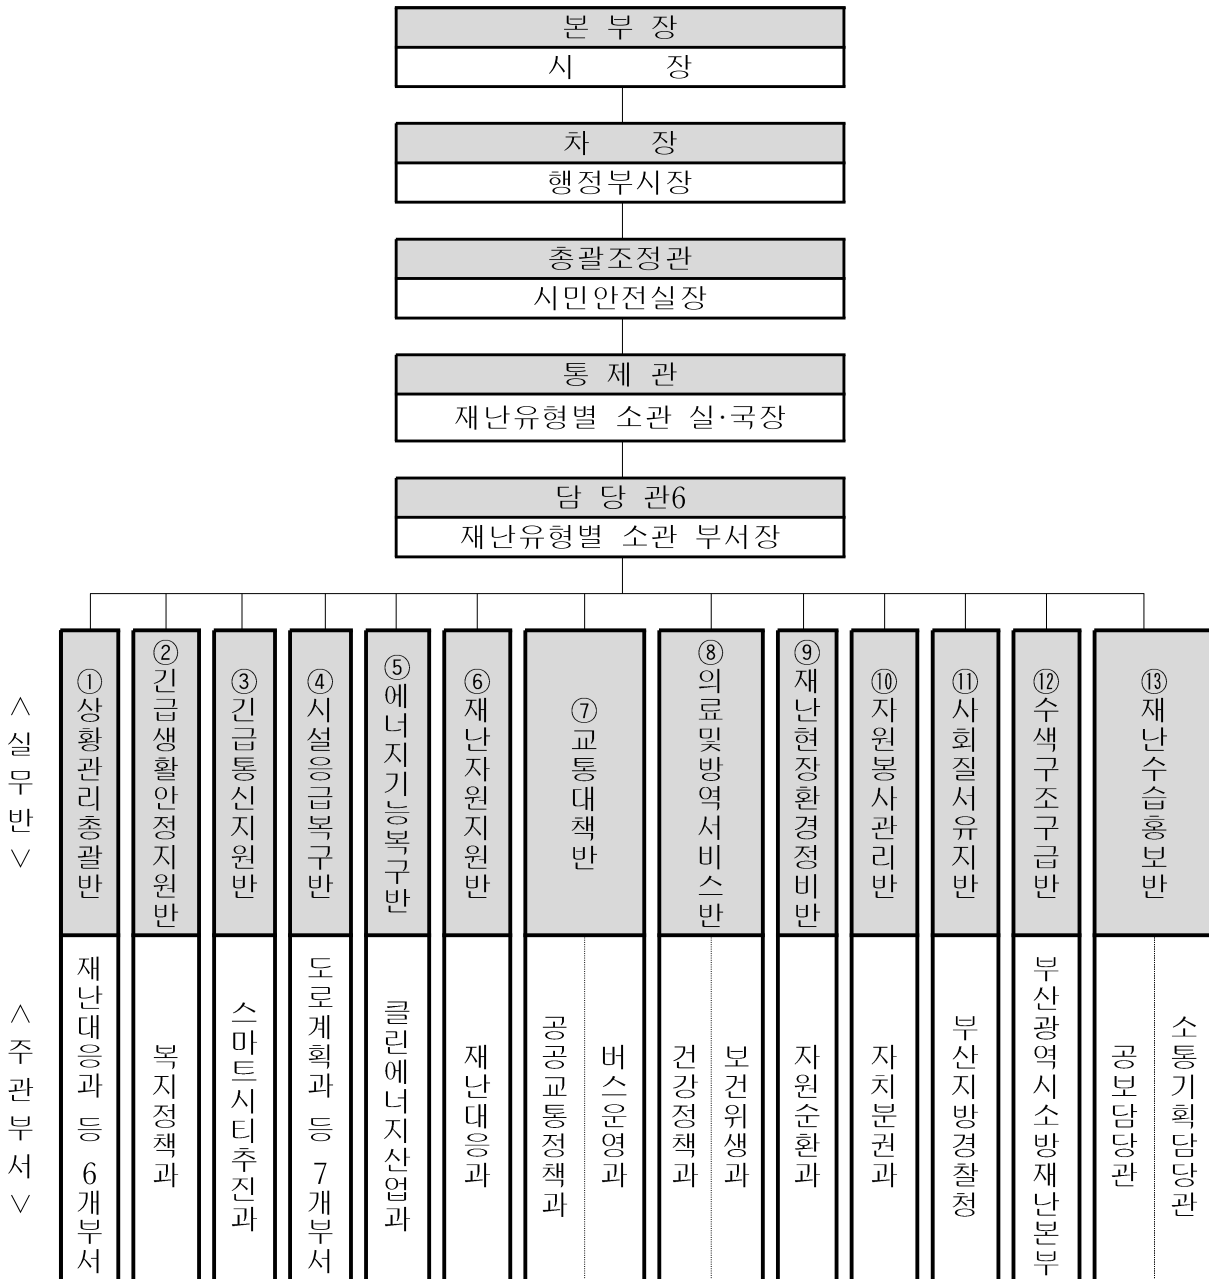 본 부 장
시 장
차 장
행정부시장
총괄조정관
시민안전실장
통 제 관
재난유형별 소관 실·국장
담 당 관6
재난유형별 소관 부서장
<실무반>
①상황관리총괄반
②긴급생활안정지원반
③긴급통신지원반
④시설응급복구반
⑤에너지기능복구반
⑥재난자원지원반
⑦교통대책반
⑧의료및방역서비스반
⑨재난현장환경정비반
⑩자원봉사관리반
⑪사회질서유지반
⑫수색구조구급반
⑬재난수습홍보반
<주관부서>
재난대응과 등 6개부서
복지정책과
스마트시티추진과
도로계획과 등 7개부서
클린에너지산업과
재난대응과
공공교통정책과
버스운영과
건강정책과
보건위생과
자원순환과
자치분권과
부산지방경찰청
부산광역시소방재난본부
공보담당관
소통기획담당관